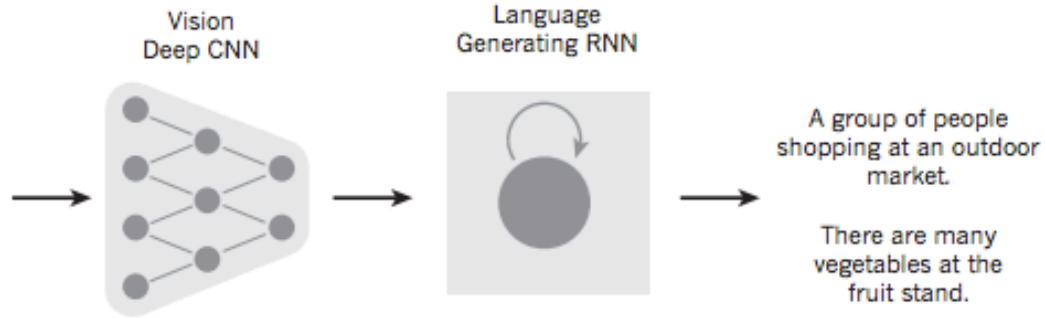 Vision
Deep CNN
Language
Generating RNN
A group of people
shopping at an outdoor
market.
There are many
vegetables at the
fruit stand.